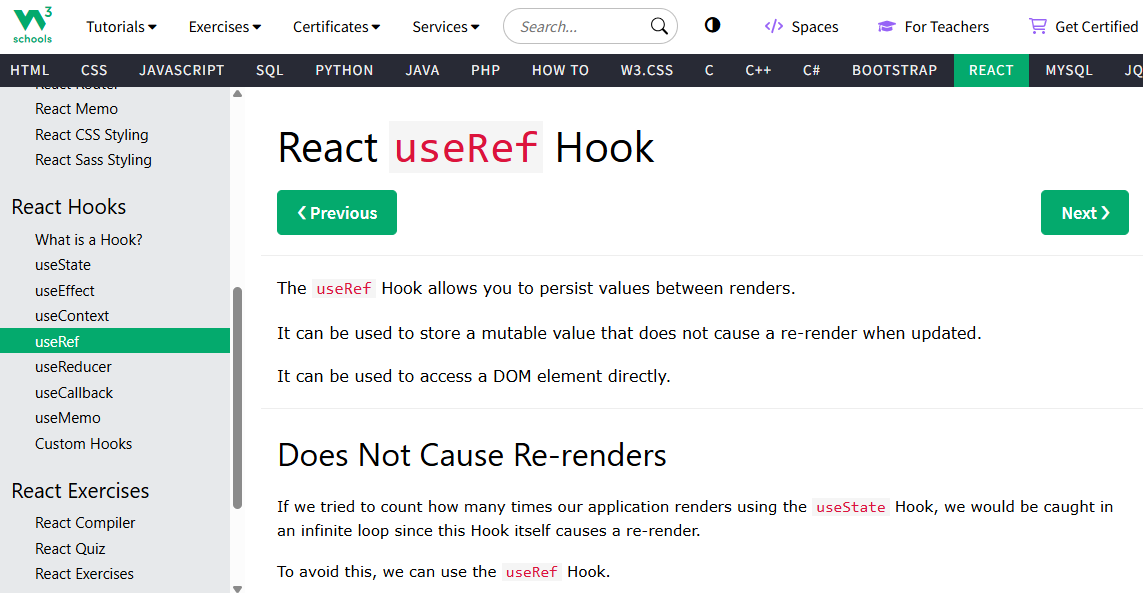 W3
schools
Tutorials
Exercises
Certificates
Services
Search...
Spaces
For Teachers
Get Certified
HTML CSS JAVASCRIPT SQL PYTHON JAVA PHP HOW TO W3.CSS C C++ C# BOOTSTRAP REACT MYSQL JQ
React Router
React Memo
React CSS Styling
React Sass Styling
React Hooks
What is a Hook?
useState
useEffect
useContext
useRef
useReducer
useCallback
useMemo
Custom Hooks
React Exercises
React Compiler
React Quiz
React Exercises
React useRef Hook
❮ Previous
Next ❯
The useRef Hook allows you to persist values between renders.
It can be used to store a mutable value that does not cause a re-render when updated.
It can be used to access a DOM element directly.
Does Not Cause Re-renders
If we tried to count how many times our application renders using the useState Hook, we would be caught in
an infinite loop since this Hook itself causes a re-render.
To avoid this, we can use the useRef Hook.